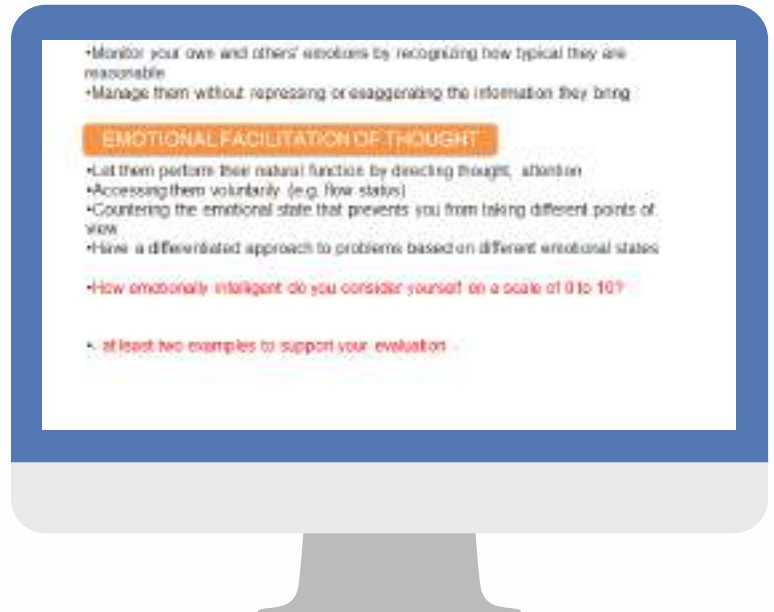 •Monitor your own and others' emotions by recognizing how typical they are
reasonable
•Manage them without repressing or exaggerating the information they bring
EMOTIONAL FACILITATION OF THOUGHT
•Let them perform their natural function by directing thought, attention
•Accessing them voluntarily (e.g. flow status)
•Countering the emotional state that prevents you from taking different points of
view
•Have a differentiated approach to problems based on different emotional states
•How emotionally intelligent do you consider yourself on a scale of 0 to 10?
•. at least two examples to support your evaluation -